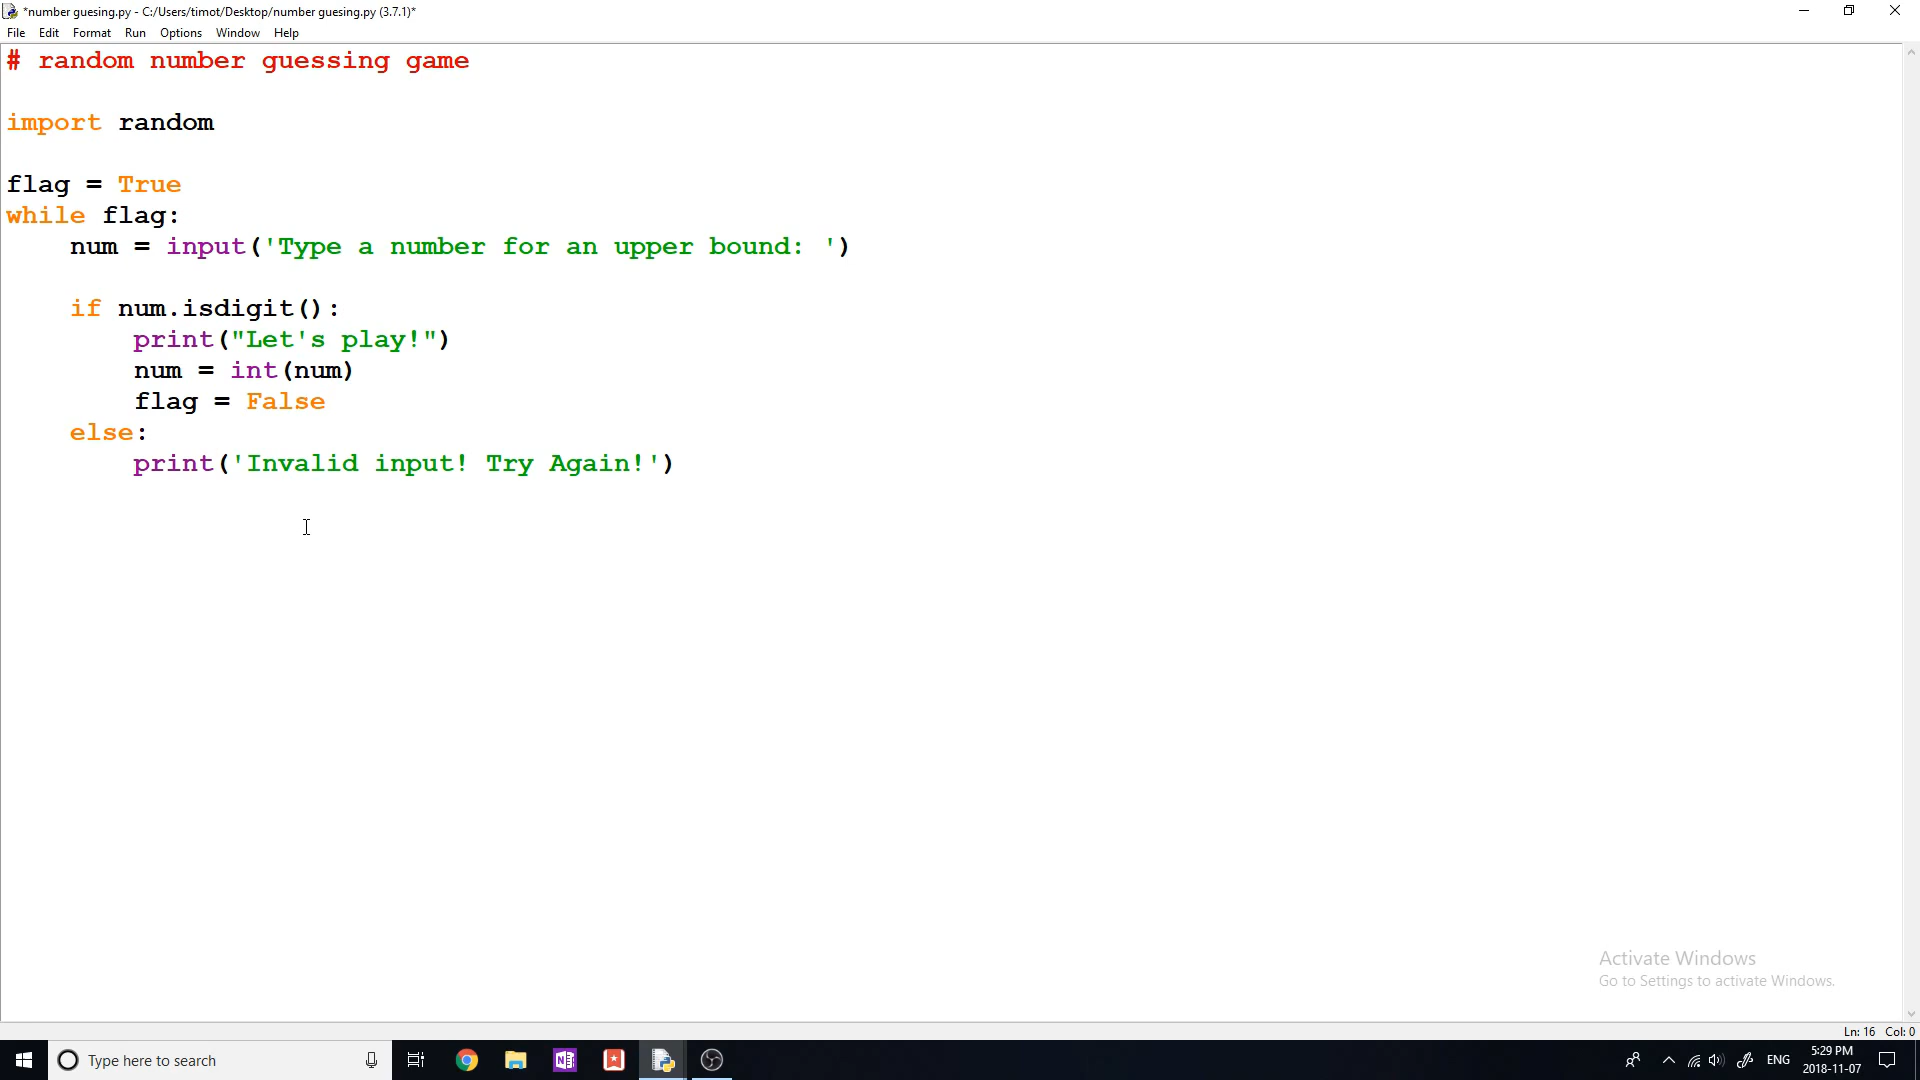 *number guesing.py - C:/Users/timot/Desktop/number guesing.py (3.7.1)*
File Edit Format Run Options Window Help
# random number guessing game
import random
flag = True
while flag:
    num = input('Type a number for an upper bound: ')
    if num.isdigit():
        print("Let's play!")
        num = int(num)
        flag = False
    else:
        print('Invalid input! Try Again!')
Activate Windows
Go to Settings to activate Windows.
Ln: 16 Col: 0
Type here to search
N
ENG
5:29 PM
2018-11-07